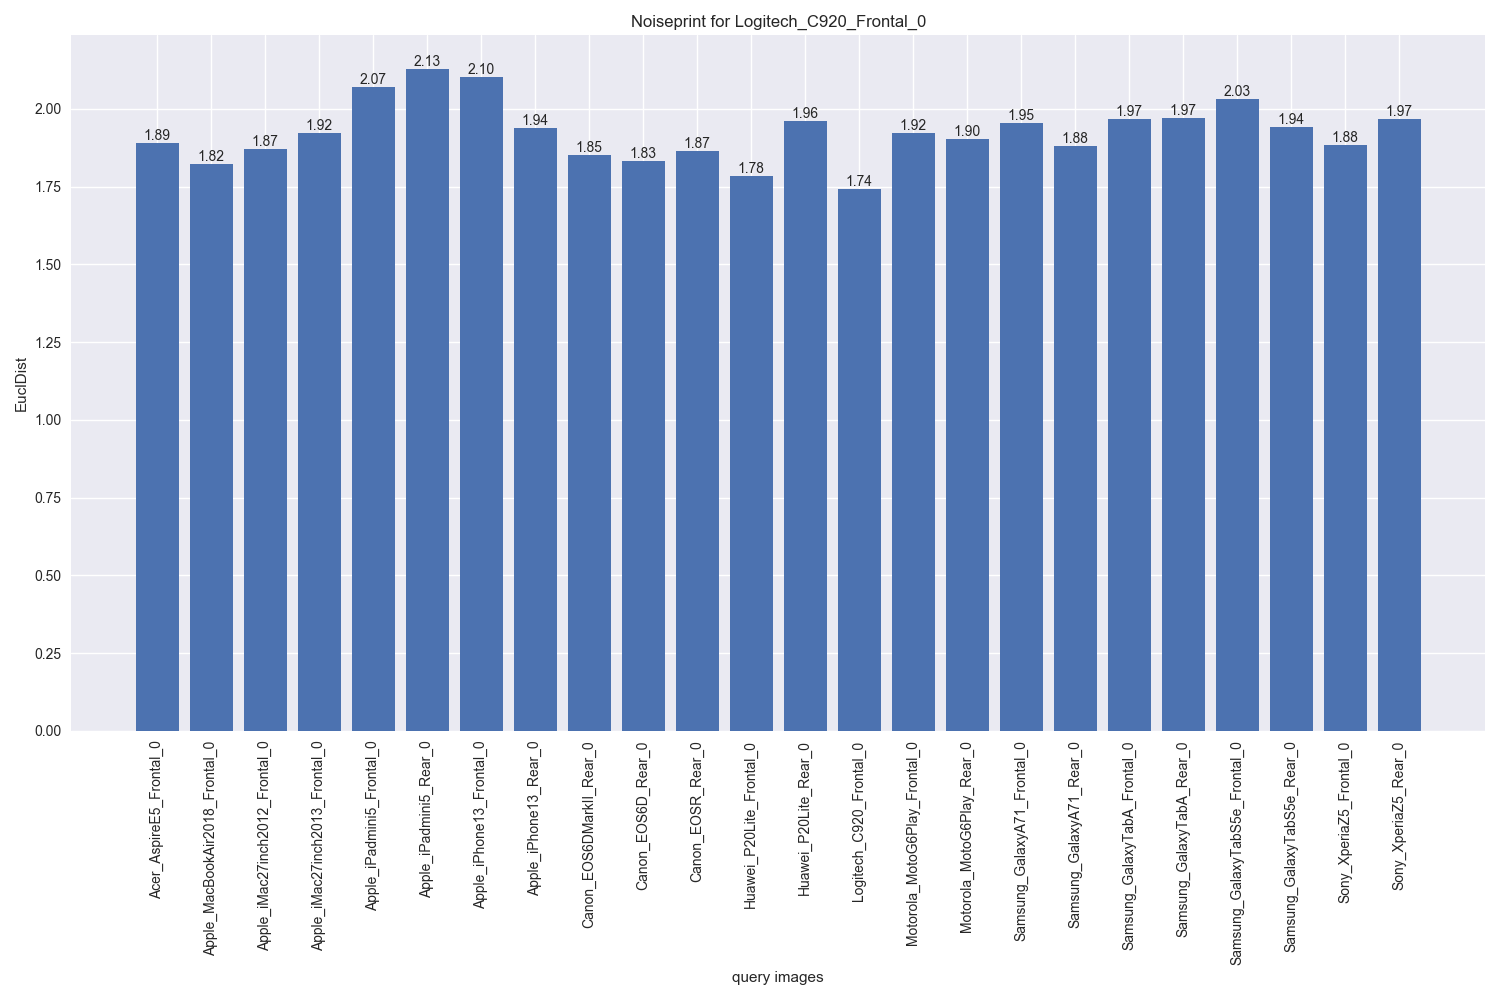 Noiseprint for Logitech_C920_Frontal_0
EuclDist
2.00
1.75
1.50
1.25
1.00
0.75
0.50
0.25
0.00
1.89
1.82
1.87
1.92
2.07
2.13
2.10
1.94
1.85
1.83
1.87
1.78
1.96
1.74
1.92
1.90
1.95
1.88
1.97
1.97
2.03
1.94
1.88
1.97
Acer_AspireE5_Frontal_0
Apple_MacBookAir2018_Frontal_0
Apple_iMac27inch2012_Frontal_0
Apple_iMac27inch2013_Frontal_0
Apple_iPadmini5_Frontal_0
Apple_iPadmini5_Rear_0
Apple_iPhone13_Frontal_0
Apple_iPhone13_Rear_0
Canon_EOS6DMarkII_Rear_0
Canon_EOS6D_Rear_0
Canon_EOSR_Rear_0
Huawei_P20Lite_Frontal_0
Huawei_P20Lite_Rear_0
Logitech_C920_Frontal_0
Motorola_MotoG6Play_Frontal_0
Motorola_MotoG6Play_Rear_0
Samsung_GalaxyA71_Frontal_0
Samsung_GalaxyA71_Rear_0
Samsung_GalaxyTabA_Frontal_0
Samsung_GalaxyTabA_Rear_0
Samsung_GalaxyTabS5e_Frontal_0
Samsung_GalaxyTabS5e_Rear_0
Sony_XperiaZ5_Frontal_0
Sony_XperiaZ5_Rear_0
query images